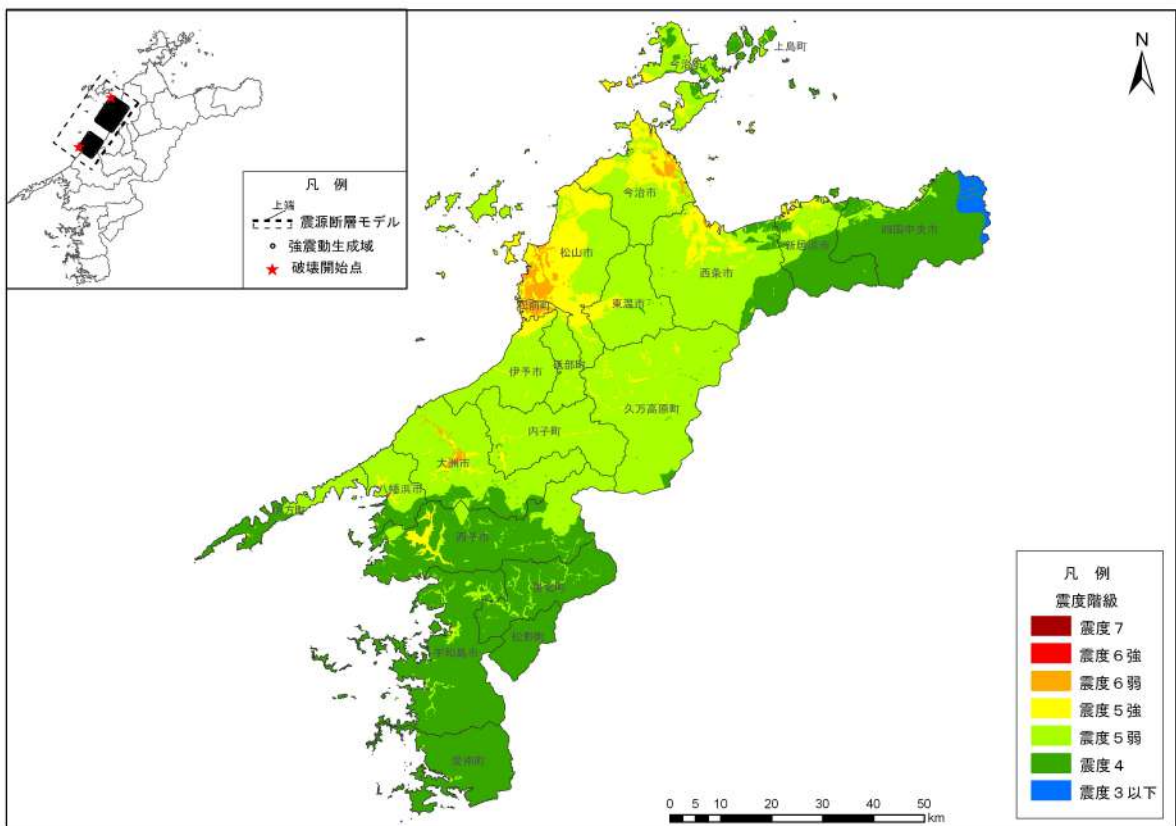 凡 例
上端
震源断層モデル
強震動生成域
破壊開始点
N
上島町
今治市
今治市
松山市
新居浜市
四国中央市
西条市
松前町
東温市
伊予市
砥部町
久万高原町
内子町
大洲市
八幡浜市
西予市
松野町
宇和島市
愛南町
凡 例
震度階級
震度7
震度6強
震度6弱
震度5強
震度5弱
震度4
震度3以下
0 5 10 20 30 40 50
km